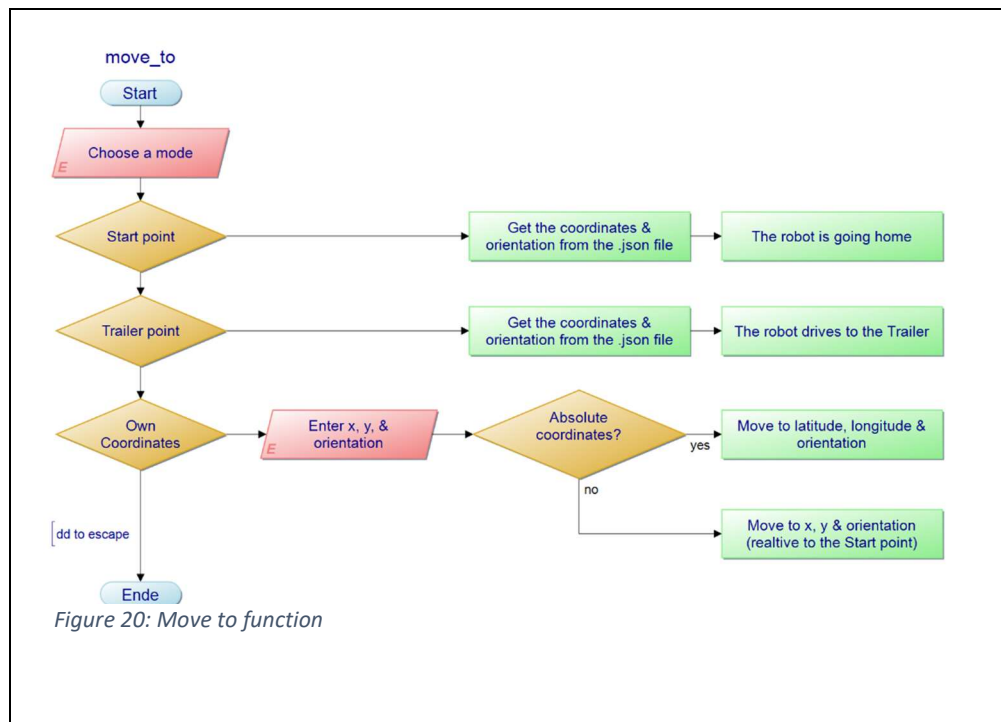 move_to
Start
Choose a mode
E
Start point
Get the coordinates &
orientation from the .json file
The robot is going home
Trailer point
Get the coordinates &
orientation from the .json file
The robot drives to the Trailer
Own
Coordinates
Enter x, y, &
orientation
E
Absolute
coordinates?
yes
Move to latitude, longitude &
orientation
no
Move to x, y & orientation
(realtive to the Start point)
dd to escape
Ende
Figure 20: Move to function